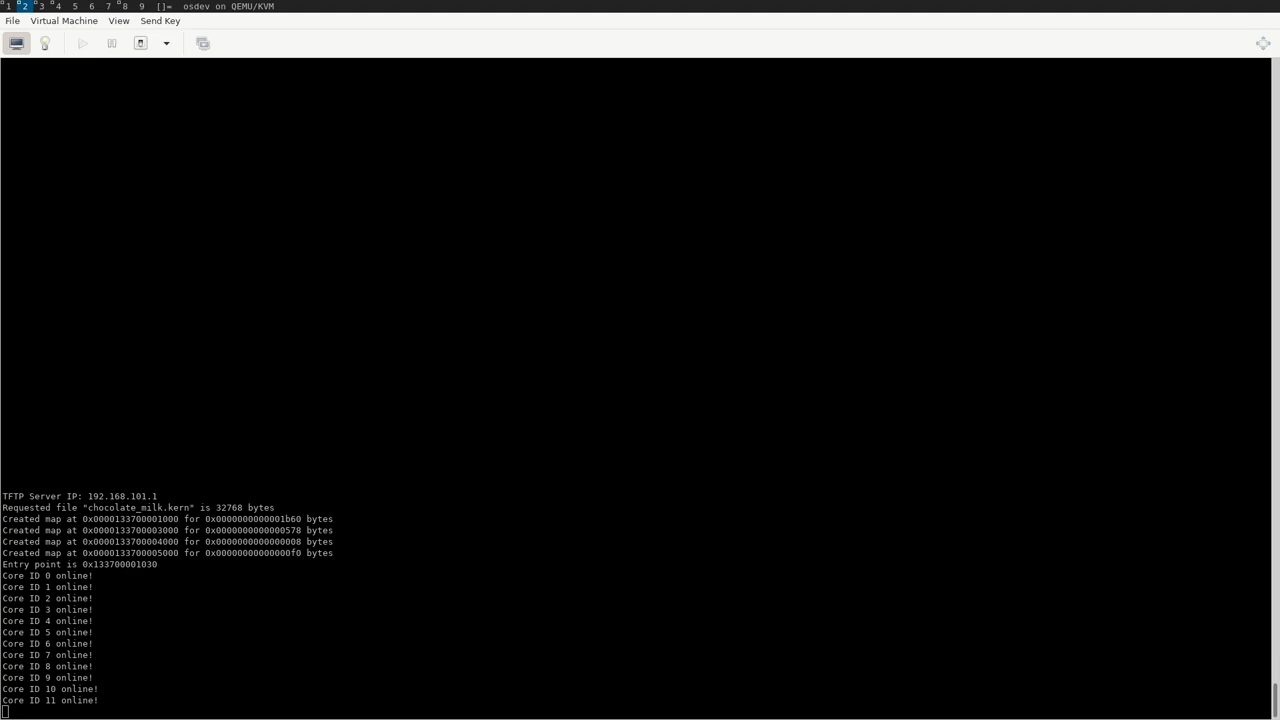 1 2 3 4 5 6 7 8 9 []= osdev on QEMU/KVM
File Virtual Machine View Send Key
TFTP Server IP: 192.168.101.1
Requested file "chocolate_milk.kern" is 32768 bytes
Created map at 0x0000133700001000 for 0x0000000000001b60 bytes
Created map at 0x0000133700003000 for 0x0000000000000578 bytes
Created map at 0x0000133700004000 for 0x0000000000000008 bytes
Created map at 0x0000133700005000 for 0x00000000000000f0 bytes
Entry point is 0x133700001030
Core ID 0 online!
Core ID 1 online!
Core ID 2 online!
Core ID 3 online!
Core ID 4 online!
Core ID 5 online!
Core ID 6 online!
Core ID 7 online!
Core ID 8 online!
Core ID 9 online!
Core ID 10 online!
Core ID 11 online!